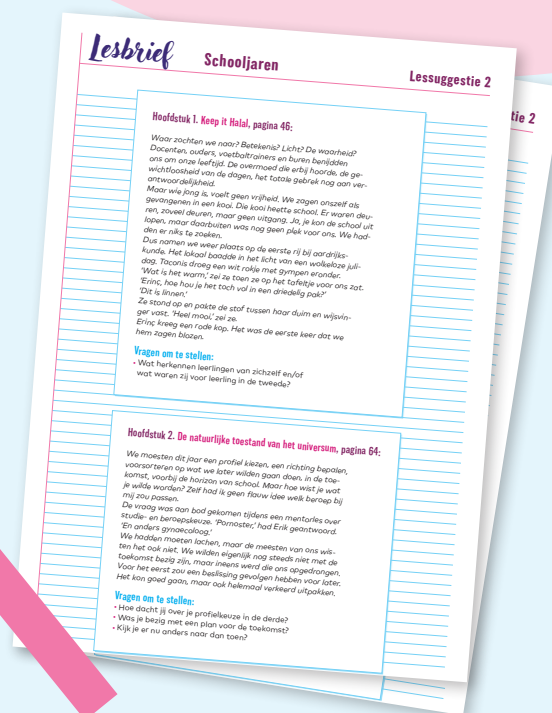 Lesbrief
Schooljaren
Lessuggestie 2
tie 2
Hoofdstuk 1. Keep it Halal, pagina 46:
Waar zochten we naar? Betekenis? Licht? De waarheid?
Docenten, ouders, voetbaltrainers en buren benijdden
ons om onze leeftijd. De overmoed die erbij hoorde, de ge-
wichtloosheid van de dagen, het totale gebrek aan ver-
antwoordelijkheid.
Maar wie jong is, voelt geen vrijheid. We zagen onszelf als
gevangenen in een kooi. Die kooi heette school. Er waren deu-
ren, zoveel deuren, maar geen uitgang. Ja, je kon de school uit
lopen, maar daarbuiten was nog geen plek voor ons. We had-
den er niks te zoeken.
Dus namen we weer plaats op de eerste rij bij aardrijks-
kunde. Het lokaal baadde in het licht van een wolkeloze juli-
dag. Taconis droeg een wit rokje met gympen eronder.
'Wat is het warm,' zei ze toen ze op het tafeltje voor ons zat.
'Erinç, hoe hou je het toch vol in een driedelig pak?'
'Dit is linnen.'
Ze stond op en pakte de stof tussen haar duim en wijsvin-
ger vast. 'Heel mooi,' zei ze.
Erinç kreeg een rode kop. Het was de eerste keer dat we
hem zagen blozen.
Vragen om te stellen:
• Wat herkennen leerlingen van zichzelf en/of
wat waren zij voor leerling in de tweede?
Hoofdstuk 2. De natuurlijke toestand van het universum, pagina 64:
We moesten dit jaar een profiel kiezen, een richting bepalen,
voorsorteren op wat we later wilden gaan doen, in de toe-
komst, voorbij de horizon van school. Maar hoe wist je wat
je wilde worden? Zelf had ik geen flauw idee welk beroep bij
mij zou passen.
De vraag was aan bod gekomen tijdens een mentorles over
studie- en beroepskeuze. 'Pornoster,' had Erik geantwoord.
'En anders gynaecoloog.'
We hadden moeten lachen, maar de meesten van ons wis-
ten het ook niet. We wilden eigenlijk nog steeds niet met de
toekomst bezig zijn, maar ineens werd die ons opgedrongen.
Voor het eerst zou een beslissing gevolgen hebben voor later.
Het kon goed gaan, maar ook helemaal verkeerd uitpakken.
Vragen om te stellen:
• Hoe dacht jij over je profielkeuze in de derde?
• Was je bezig met een plan voor de toekomst?
• Kijk je er nu anders naar dan toen?